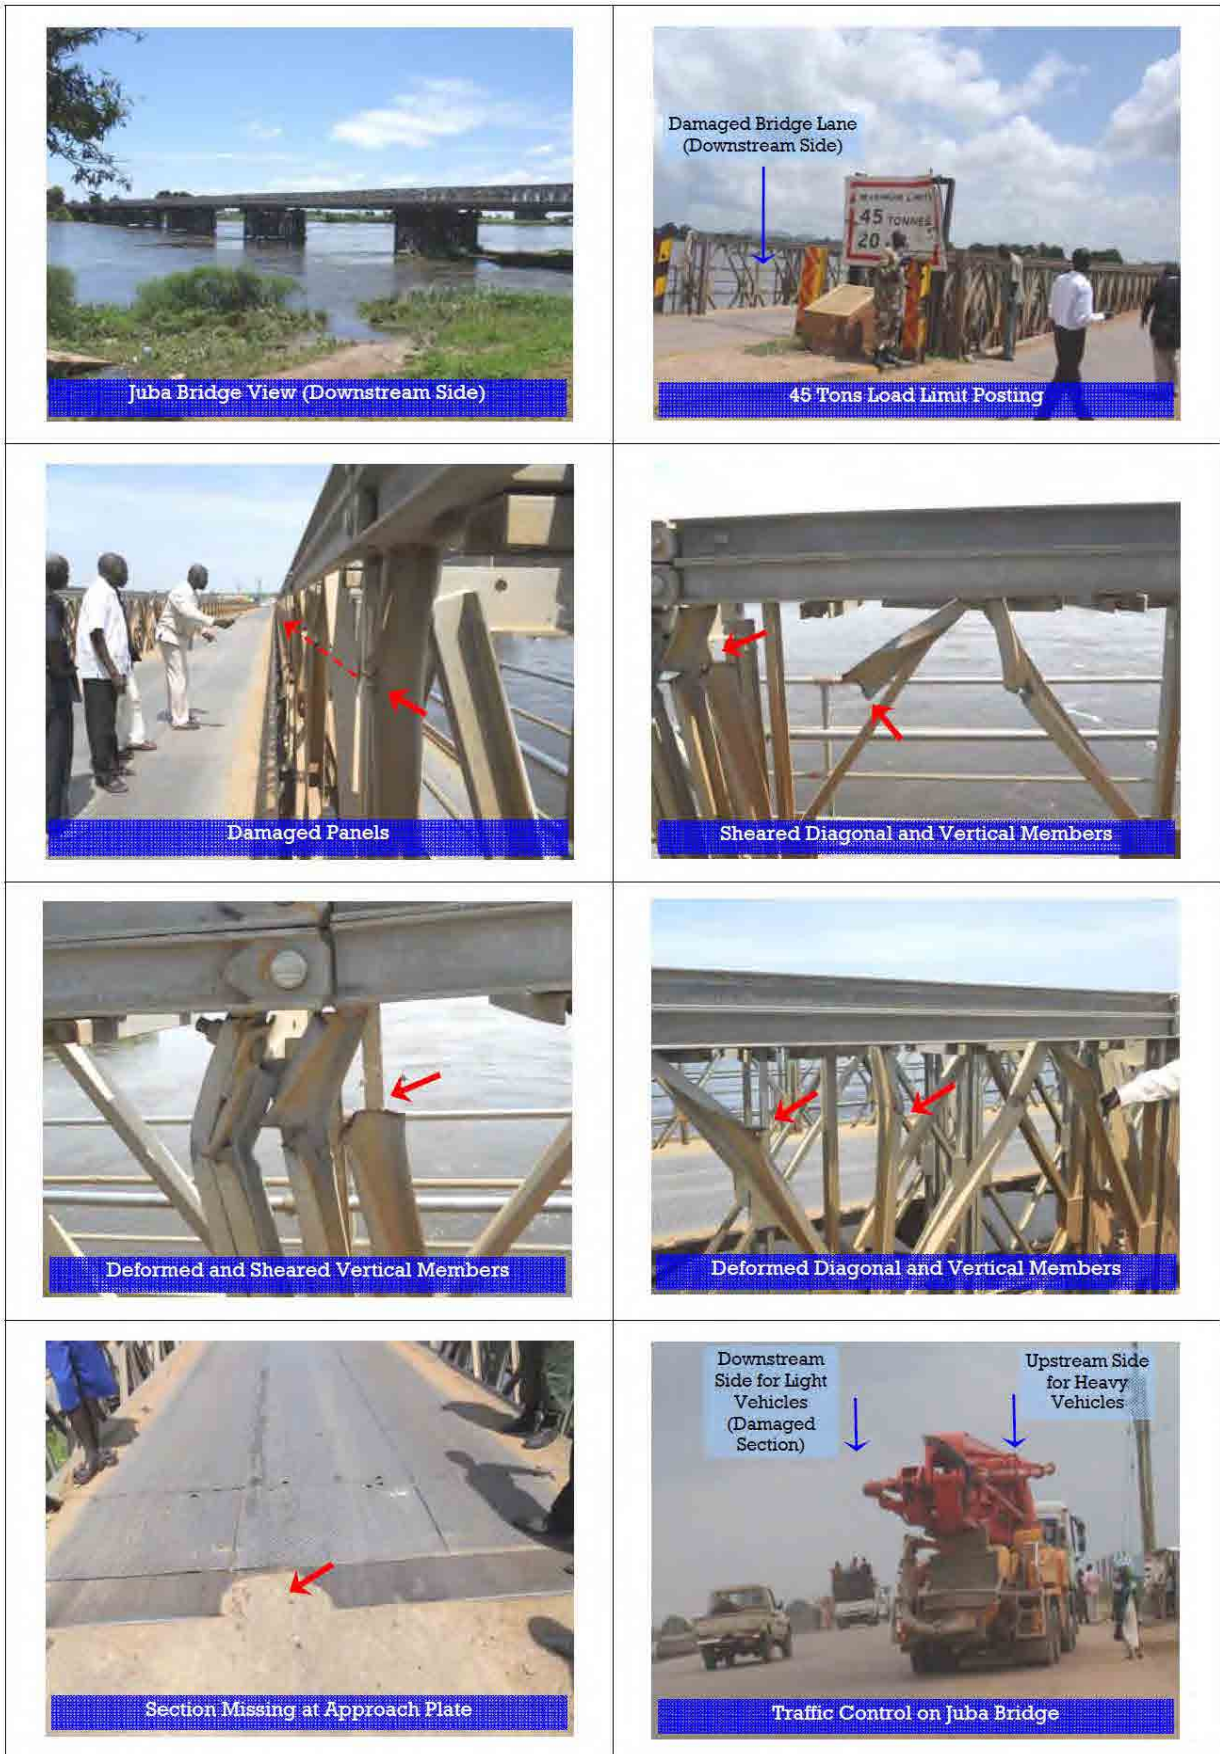 Juba Bridge View (Downstream Side)
Damaged Bridge Lane
(Downstream Side)
MAXIMUM LIMIT
45 TONNES
20
45 Tons Load Limit Posting
Damaged Panels
Sheared Diagonal and Vertical Members
Deformed and Sheared Vertical Members
Deformed Diagonal and Vertical Members
Section Missing at Approach Plate
Downstream
Side for Light
Vehicles
(Damaged
Section)
Upstream Side
for Heavy
Vehicles
Traffic Control on Juba Bridge